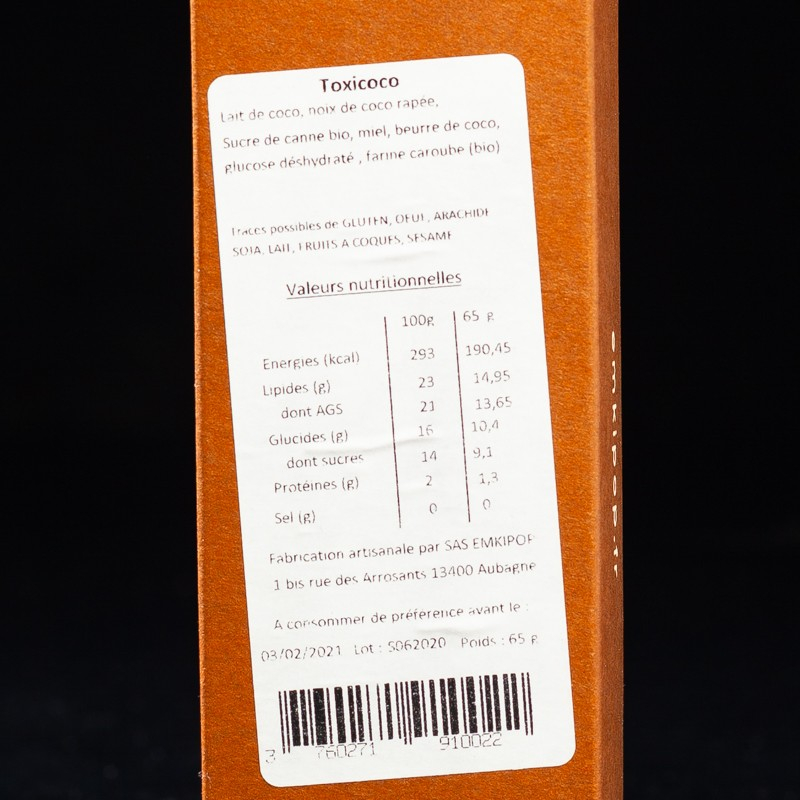 Toxicoco
Lait de coco, noix de coco rapée,
Sucre de canne bio, miel, beurre de coco,
glucose déshydraté , farine caroube (bio)
Traces possibles de GLUTEN, OEUF, ARACHIDE
SOJA, LAIT, FRUITS A COQUES, SESAME
Valeurs nutritionnelles
100g 65 g
Energies (kcal) 293 190,45
Lipides (g) 23 14,95
dont AGS 21 13,65
Glucides (g) 16 10,4
dont sucres 14 9,1
Protéines (g) 2 1,3
Sel (g) 0 0
Fabrication artisanale par SAS EMKIPOP
1 bis rue des Arrosants 13400 Aubagne
A consommer de préférence avant le :
03/02/2021 Lot : S062020 Poids : 65 g
3 760271 910022
emkipop.fr